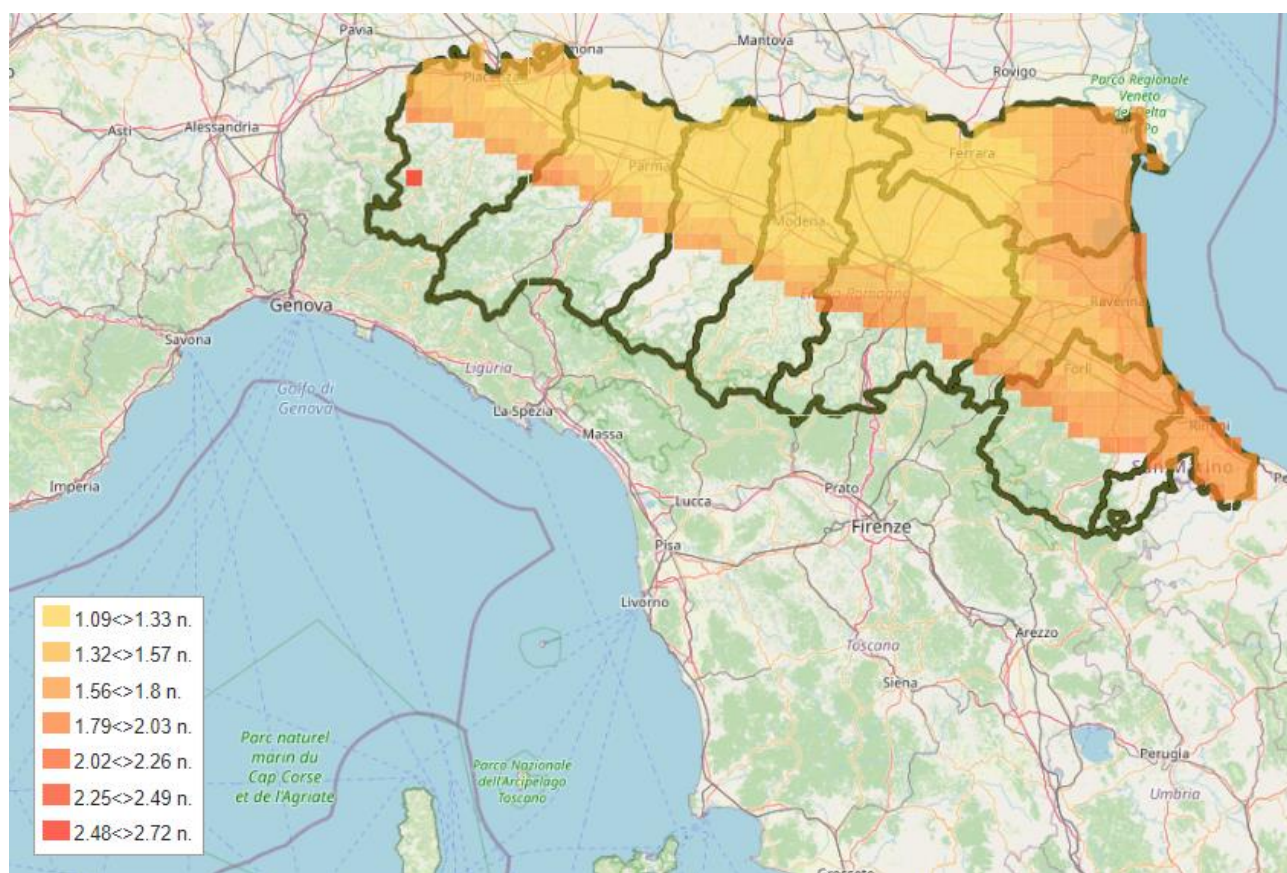 Pavia
mona
Mantova
Rovigo
Piacenza
Parco Regionale
Veneto
del Delta
del Po
Asti
Alessandria
Ferrara
Parma
Modena
Genova
Ravenna
Savona
Liguria
Golfo di
Genova
Forlì
La Spezia
Massa
Rimini
San Marino
Pe
Imperia
Lucca
Prato
Firenze
Pisa
Livorno
Arezzo
Toscana
Siena
1.09<>1.33 n.
1.32<>1.57 n.
1.56<>1.8 n.
1.79<>2.03 n.
2.02<>2.26 n.
2.25<>2.49 n.
2.48<>2.72 n.
Parc naturel
marin du
Cap Corse
et de l'Agriate
Parco Nazionale
dell'Arcipelago
Toscano
Perugia
Umbria